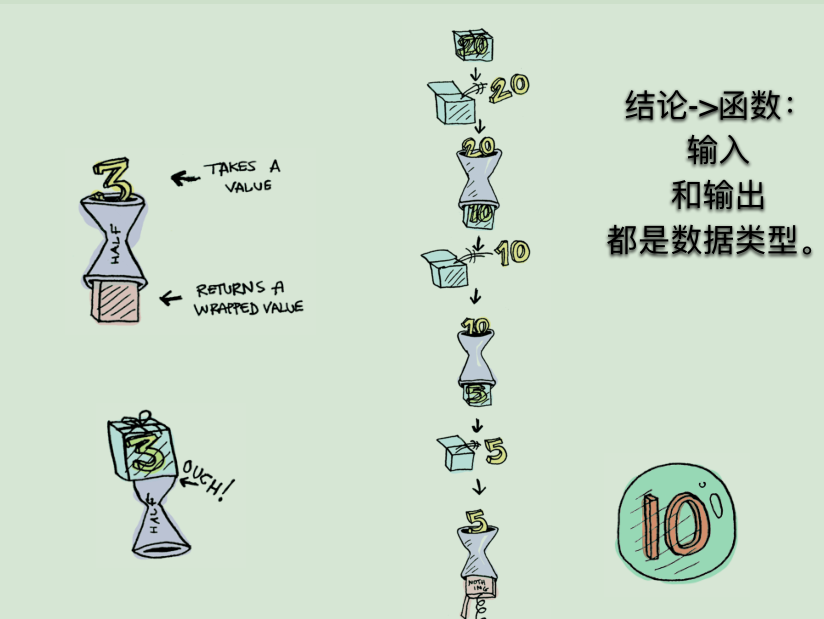 3
TAKES A
VALUE
HALF
RETURNS A
WRAPPED VALUE
3
OUCH!
HALF
20
20
20
10
10
10
5
5
5
NOTH
ING
结论->函数：
输入
和输出
都是数据类型。
10